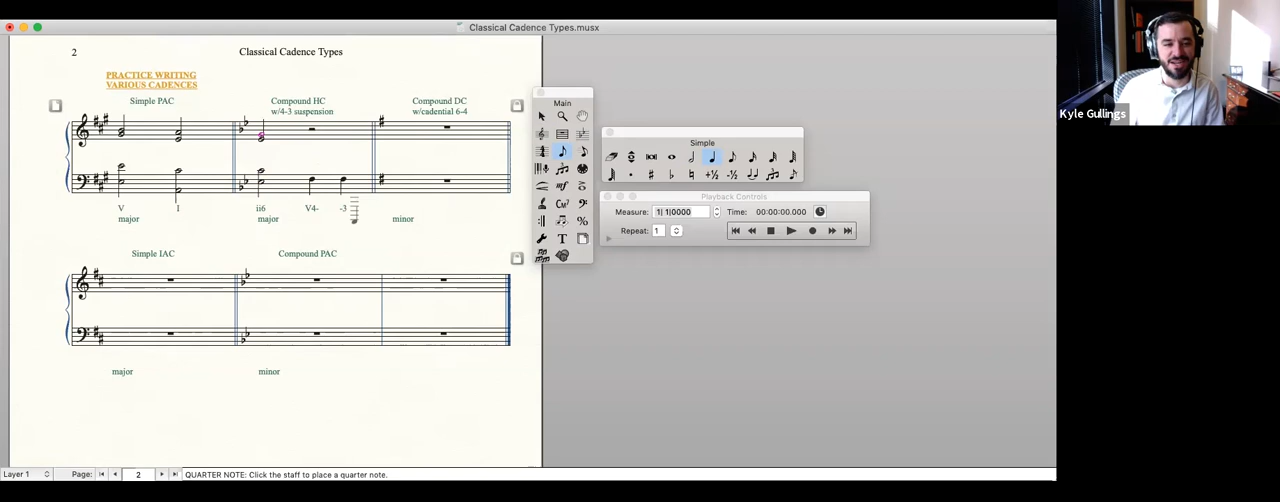 Classical Cadence Types.musx
2
Classical Cadence Types
PRACTICE WRITING
VARIOUS CADENCES
Simple PAC
Compound HC
w/4-3 suspension
Compound DC
w/cadential 6-4
V
I
ii6
V4-
-3
major
major
minor
Simple IAC
Compound PAC
major
minor
Main
Simple
Playback Controls
Measure: 1| 1|0000 Time: 00:00:00.000
Repeat: 1
Kyle Gullings
Layer 1
Page: 2
QUARTER NOTE: Click the staff to place a quarter note.